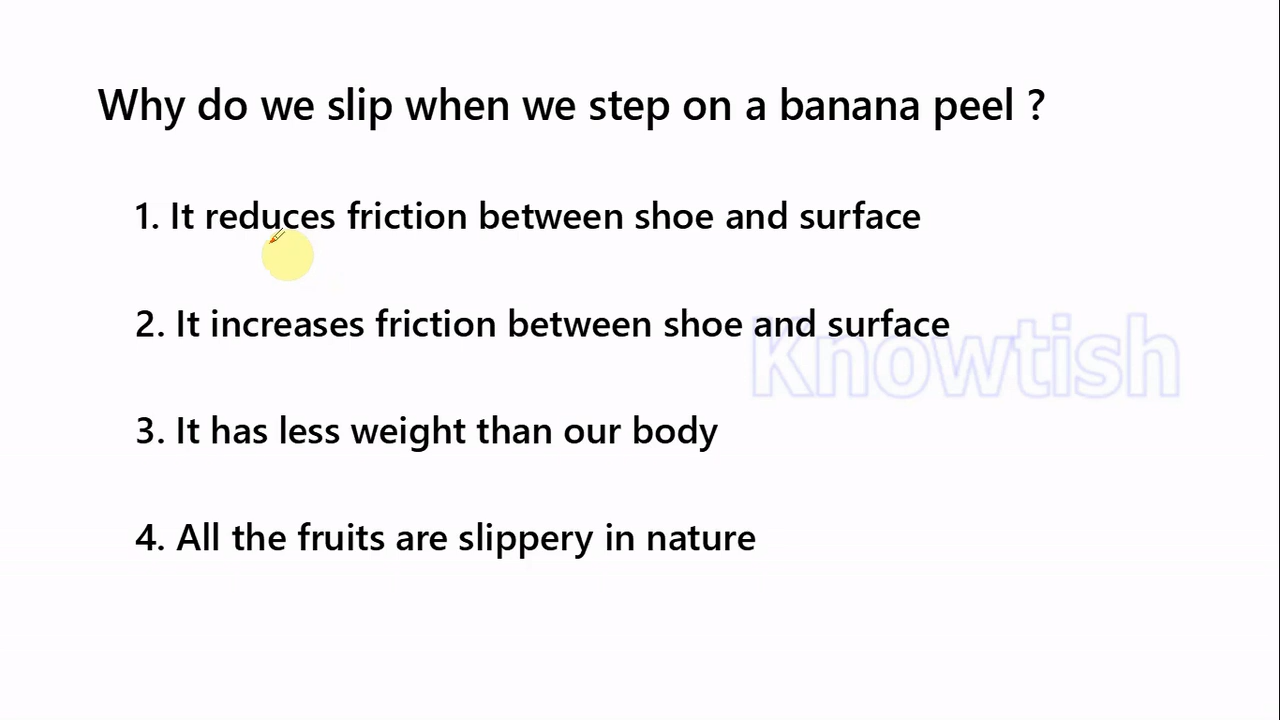 Why do we slip when we step on a banana peel ?
1. It reduces friction between shoe and surface
2. It increases friction between shoe and surface
Knowtish
3. It has less weight than our body
4. All the fruits are slippery in nature